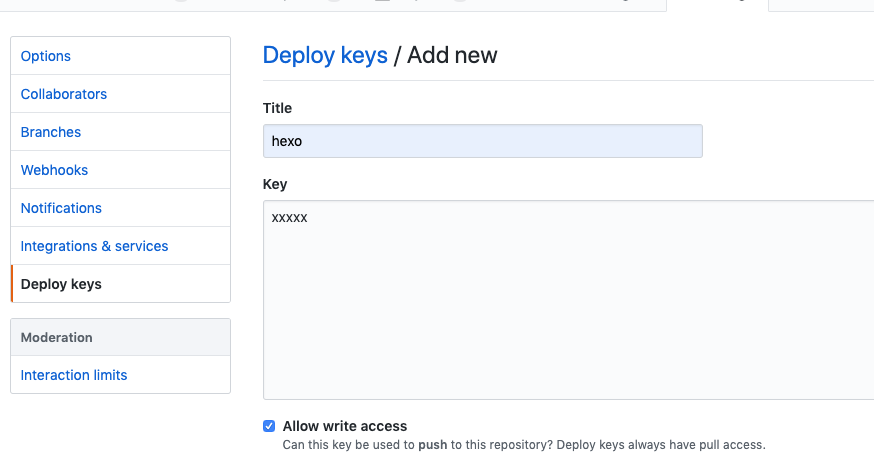 Options
Collaborators
Branches
Webhooks
Notifications
Integrations & services
Deploy keys
Moderation
Interaction limits
Deploy keys / Add new
Title
hexo
Key
xxxxx
Allow write access
Can this key be used to push to this repository? Deploy keys always have pull access.